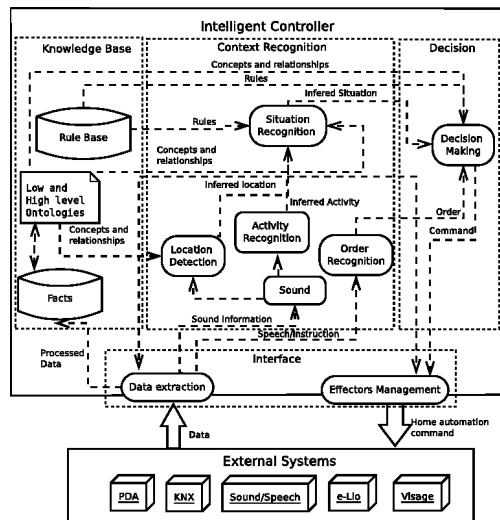 Intelligent Controller
Knowledge Base
Context Recognition
Decision
Concepts and relationships
Rules
Infered Situation
Rule Base
Rules
Situation
Recognition
Decision
Making
Concepts and
relationships
Low and
High level
Ontologies
Inferred location
Inferred Activity
Concepts and
relationships
Location
Detection
Activity
Recognition
Order
Recognition
Order
Command
Facts
Sound
Sound Information
Speech/Instruction
Processed
Data
Interface
Data extraction
Effectors Management
Data
Home automation
command
External Systems
PDA
KNX
Sound/Speech
e-Lio
Visage